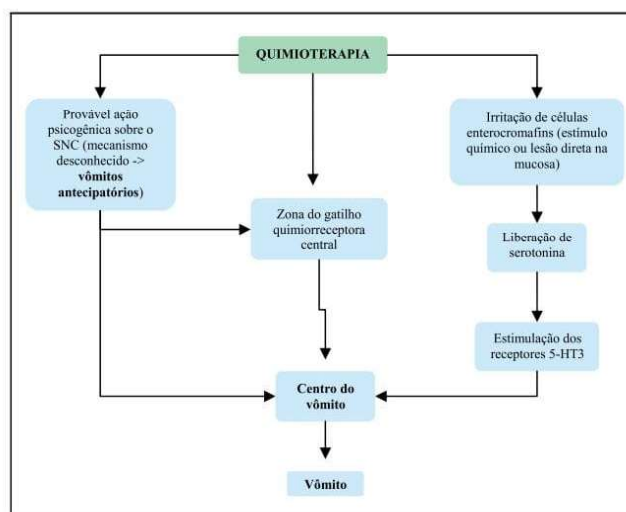 QUIMIOTERAPIA
Provável ação
psicogênica sobre o
SNC (mecanismo
desconhecido ->
vômitos
antecipatórios)
Zona do gatilho
quimiorreceptora
central
Irritação de células
enterocromafins (estímulo
químico ou lesão direta na
mucosa)
Liberação de
serotonina
Estimulação dos
receptores 5-HT3
Centro do
vômito
Vômito